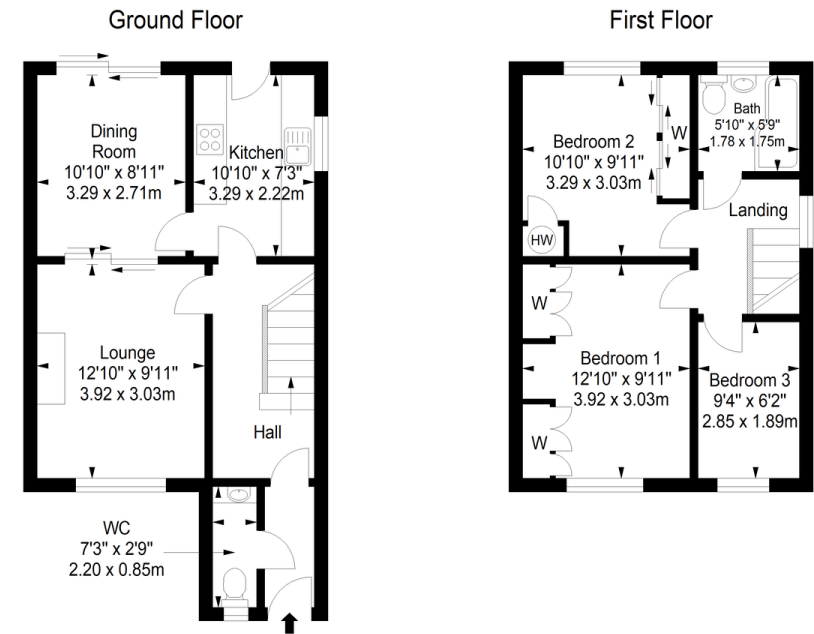 Ground Floor
Dining
Room
10'10" x 8'11"
3.29 x 2.71m
Kitchen
10'10" x 7'3"
3.29 x 2.22m
Lounge
12'10" x 9'11"
3.92 x 3.03m
Hall
WC
7'3" x 2'9"
2.20 x 0.85m
First Floor
Bedroom 2
10'10" x 9'11"
3.29 x 3.03m
W
Bath
5'10" x 5'9"
1.78 x 1.75m
Landing
HW
W
Bedroom 1
12'10" x 9'11"
3.92 x 3.03m
W
Bedroom 3
9'4" x 6'2"
2.85 x 1.89m